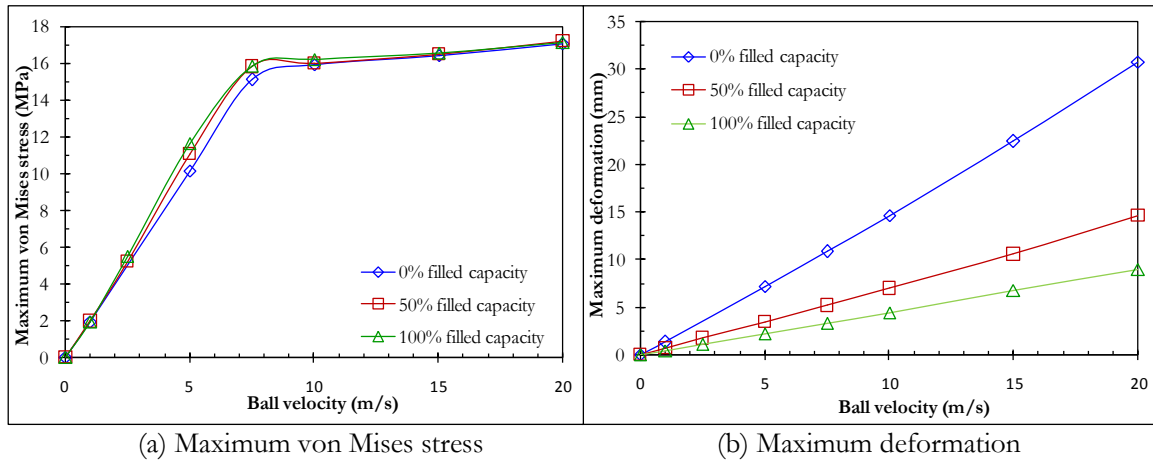 Maximum von Mises stress (MPa)
18
16
14
12
10
8
6
4
2
0
0% filled capacity
50% filled capacity
100% filled capacity
0
5
10
15
20
Ball velocity (m/s)
(a) Maximum von Mises stress
Maximum deformation (mm)
35
30
25
20
15
10
5
0
0% filled capacity
50% filled capacity
100% filled capacity
0
5
10
15
20
Ball velocity (m/s)
(b) Maximum deformation